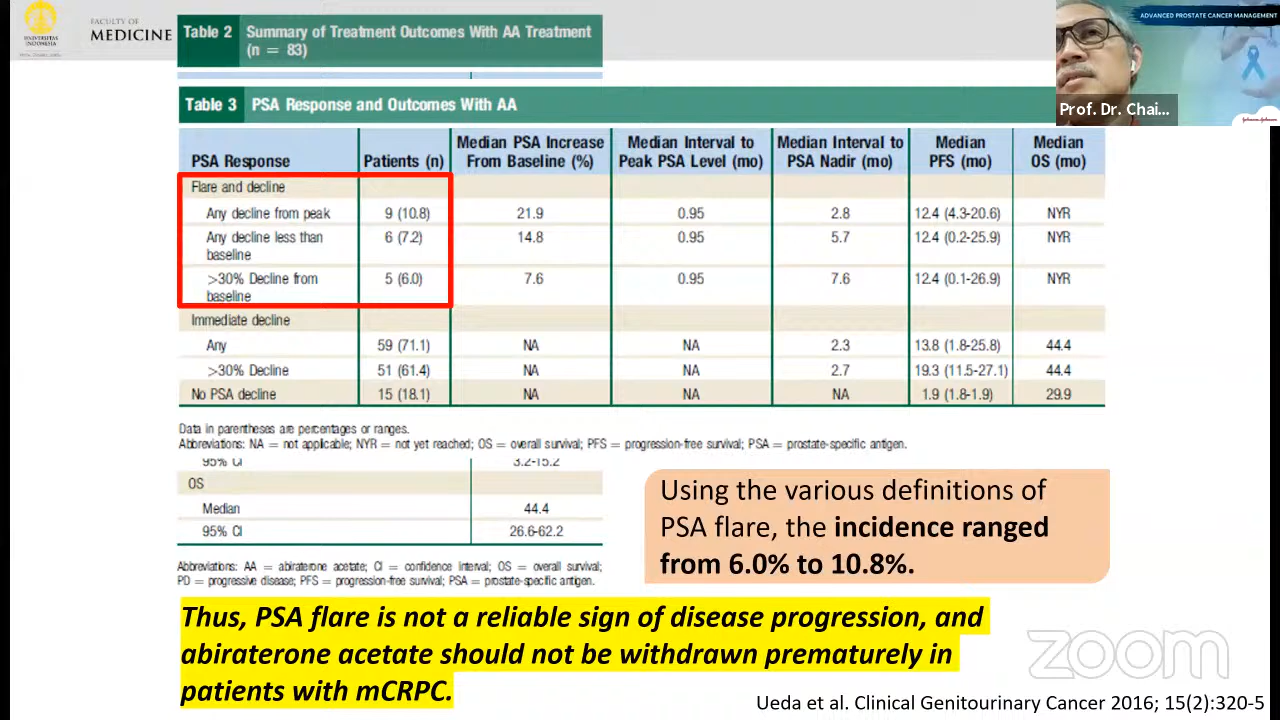 UNIVERSITAS
INDONESIA
FACULTY OF
MEDICINE
Table 2 Summary of Treatment Outcomes With AA Treatment
(n = 83)
ADVANCED PROSTATE CANCER MANAGEMENT
Prof. Dr. Chai...
Johnson & Johnson
Table 3 PSA Response and Outcomes With AA
PSA Response Patients (n) Median PSA Increase From Baseline (%) Median Interval to Peak PSA Level (mo) Median Interval to PSA Nadir (mo) Median PFS (mo) Median OS (mo)
Flare and decline
Any decline from peak 9 (10.8) 21.9 0.95 2.8 12.4 (4.3-20.6) NYR
Any decline less than baseline 6 (7.2) 14.8 0.95 5.7 12.4 (0.2-25.9) NYR
>30% Decline from baseline 5 (6.0) 7.6 0.95 7.6 12.4 (0.1-26.9) NYR
Immediate decline
Any 59 (71.1) NA NA 2.3 13.8 (1.8-25.8) 44.4
>30% Decline 51 (61.4) NA NA 2.7 19.3 (11.5-27.1) 44.4
No PSA decline 15 (18.1) NA NA NA 1.9 (1.8-1.9) 29.9
Data in parentheses are percentages or ranges.
Abbreviations: NA = not applicable; NYR = not yet reached; OS = overall survival; PFS = progression-free survival; PSA = prostate-specific antigen.
95% CI 3.2-15.2
OS
Median 44.4
95% CI 26.6-62.2
Abbreviations: AA = abiraterone acetate; CI = confidence interval; OS = overall survival;
PD = progressive disease; PFS = progression-free survival; PSA = prostate-specific antigen.
Using the various definitions of
PSA flare, the incidence ranged
from 6.0% to 10.8%.
Thus, PSA flare is not a reliable sign of disease progression, and
abiraterone acetate should not be withdrawn prematurely in
patients with mCRPC.
zoom
Ueda et al. Clinical Genitourinary Cancer 2016; 15(2):320-5